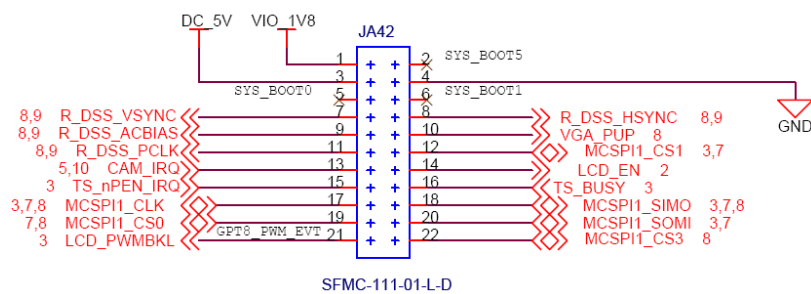 DC_5V VIO_1V8 JA42
1 2 SYS_BOOT5
3 4
SYS_BOOT0 5 6 SYS_BOOT1
GND
8,9 R_DSS_VSYNC 7 8 R_DSS_HSYNC 8,9
8,9 R_DSS_ACBIAS 9 10 VGA_PUP 8
8,9 R_DSS_PCLK 11 12 MCSPI1_CS1 3,7
5,10 CAM_IRQ 13 14 LCD_EN 2
3 TS_nPEN_IRQ 15 16 TS_BUSY 3
3,7,8 MCSPI1_CLK 17 18 MCSPI1_SIMO 3,7,8
7,8 MCSPI1_CS0 19 20 MCSPI1_SOMI 3,7
3 LCD_PWMBKL GPT8_PWM_EVT 21 22 MCSPI1_CS3 8
SFMC-111-01-L-D